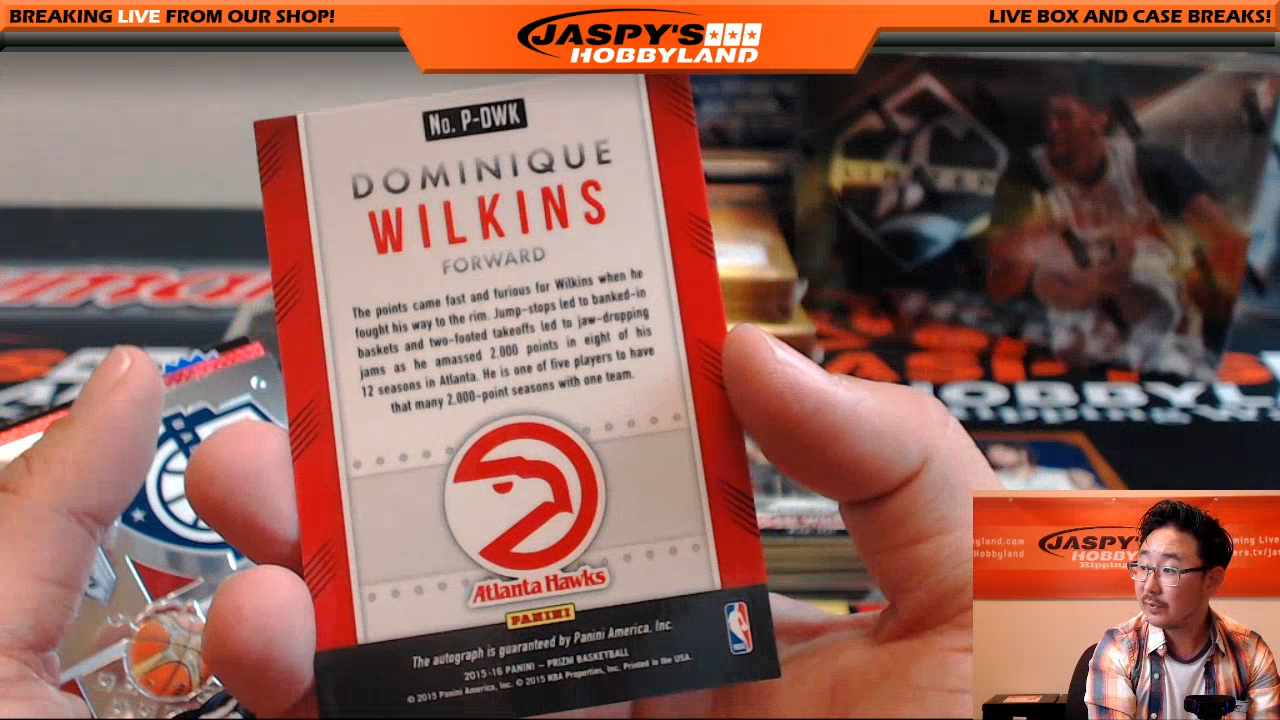 BREAKING LIVE FROM OUR SHOP!
JASPY'S
HOBBYLAND
LIVE BOX AND CASE BREAKS!
No. P-DWK
DOMINIQUE
WILKINS
FORWARD
The points came fast and furious for Wilkins when he
fought his way to the rim. Jump-stops led to banked-in
baskets and two-footed takeoffs led to jaw-dropping
jams as he amassed 2,000 points in eight of his
12 seasons in Atlanta. He is one of five players to have
that many 2,000-point seasons with one team.
Atlanta Hawks
PANINI
The autograph is guaranteed by Panini America, Inc.
2015-16 PANINI – PRIZM BASKETBALL
© 2015 Panini America, Inc. © 2015 NBA Properties, Inc. Printed in the USA.
NBA
HOBBYLAND
JASPY'S
HOBBY
Ripping